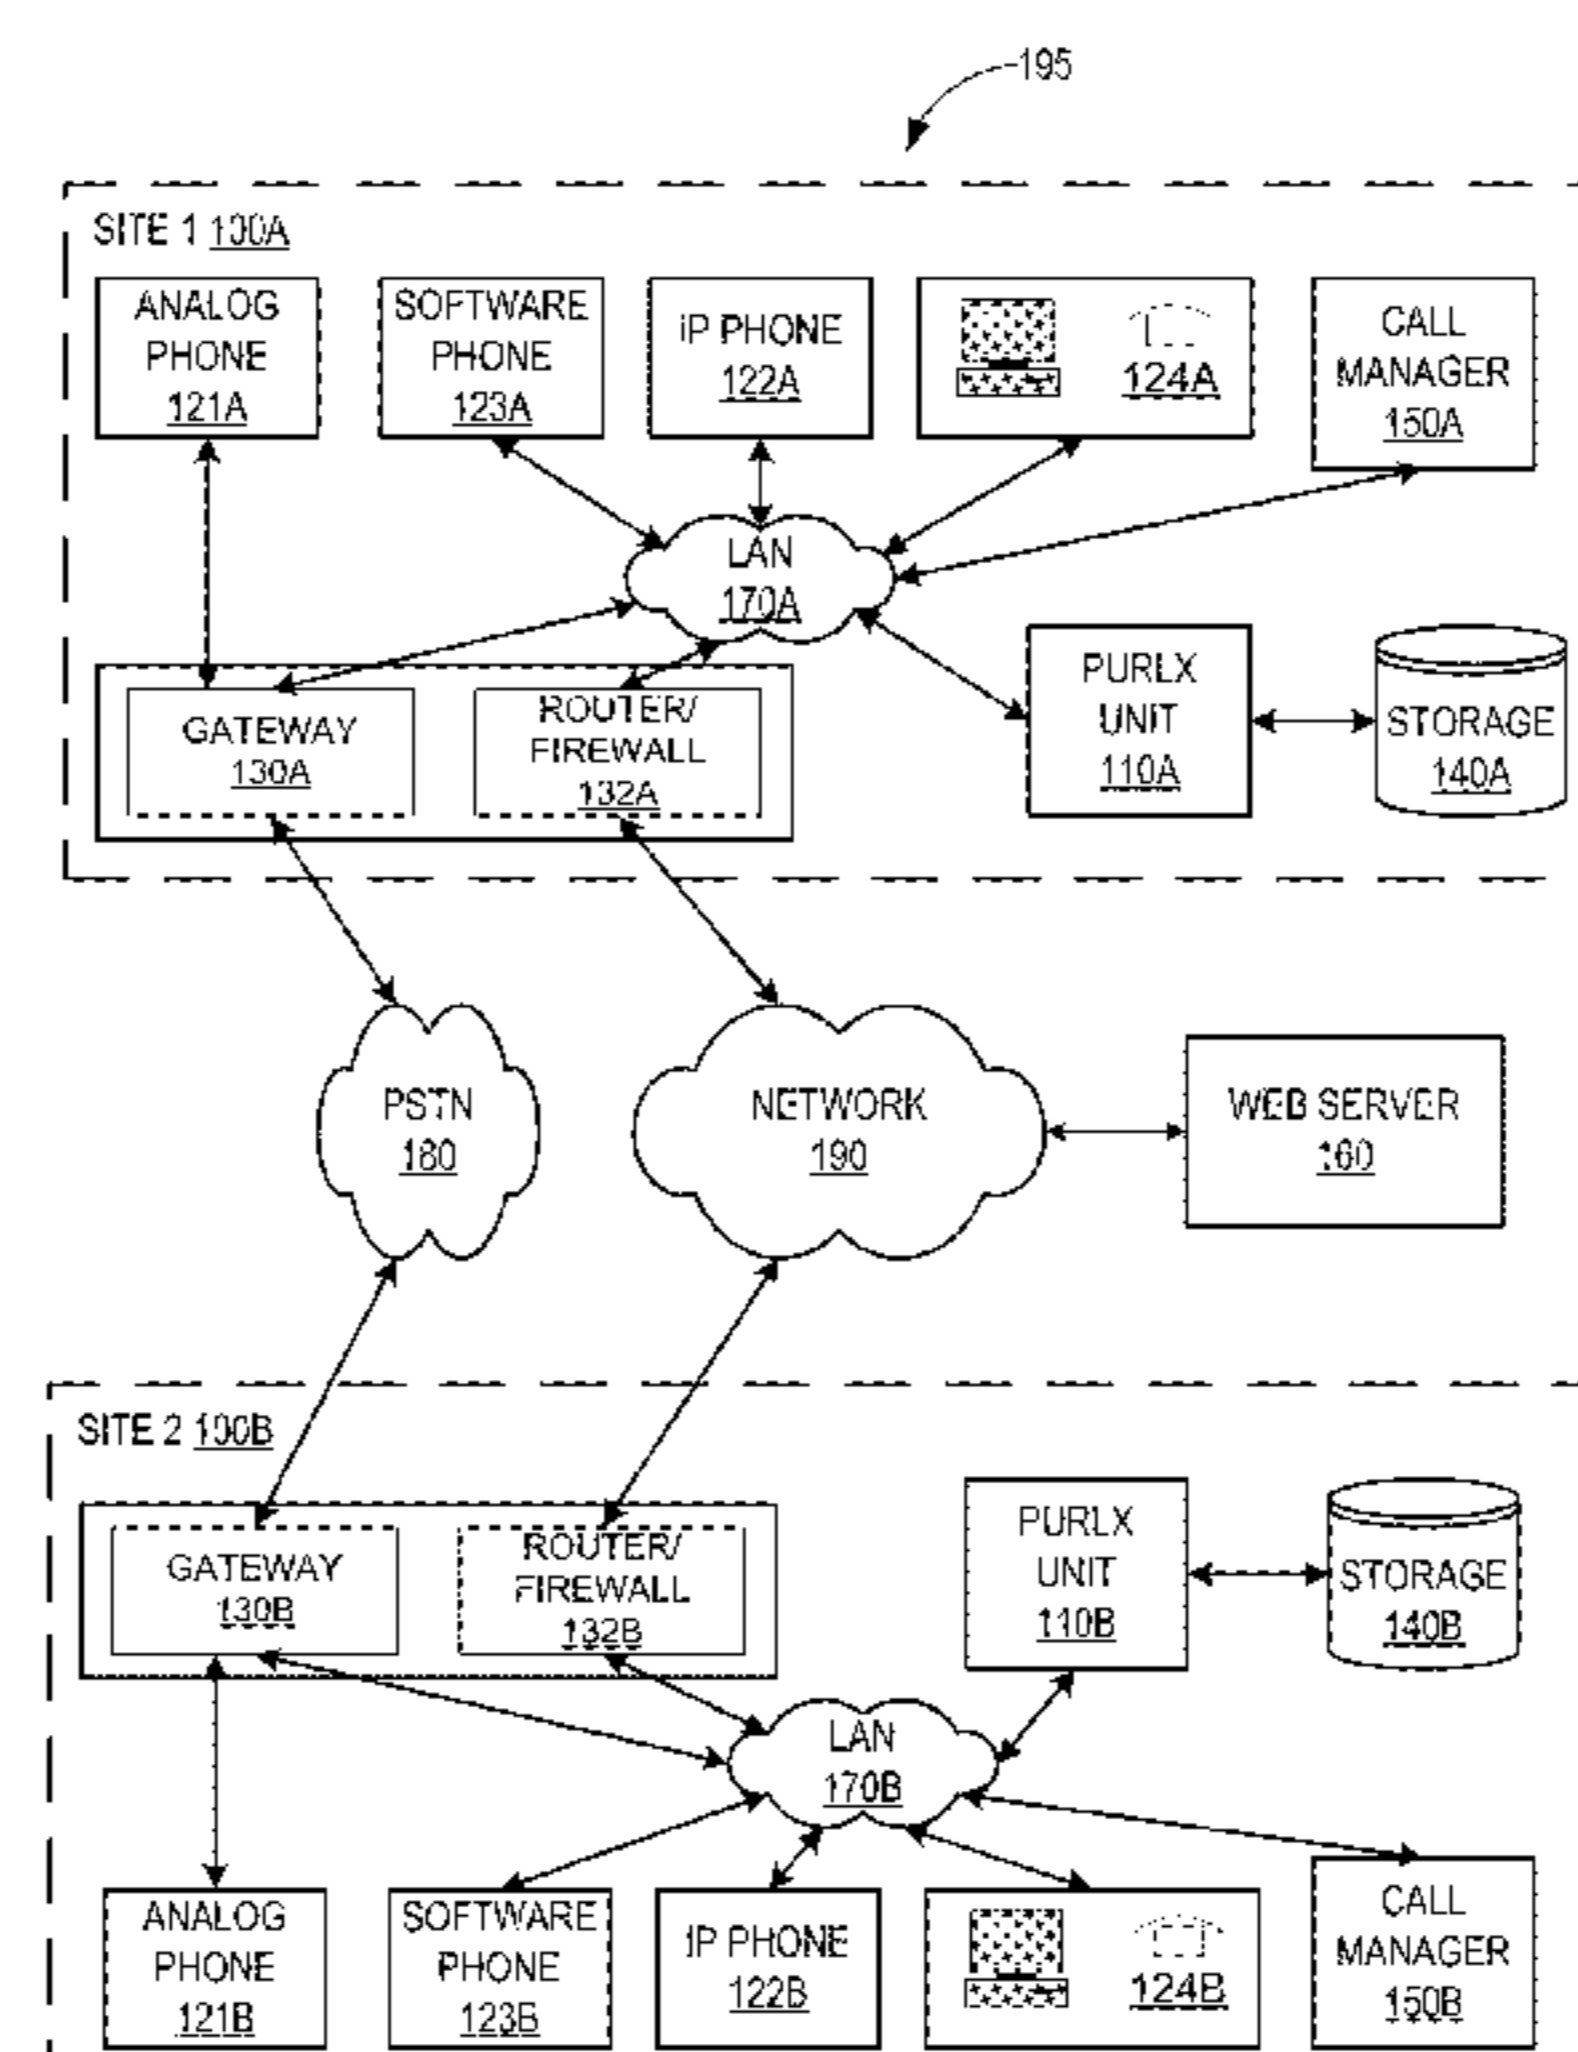 195
SITE 1 100A
ANALOG
PHONE
121A
SOFTWARE
PHONE
123A
IP PHONE
122A
124A
CALL
MANAGER
150A
LAN
170A
GATEWAY
130A
ROUTER/
FIREWALL
132A
PURLX
UNIT
110A
STORAGE
140A
PSTN
180
NETWORK
190
WEB SERVER
160
SITE 2 100B
GATEWAY
130B
ROUTER/
FIREWALL
132B
PURLX
UNIT
110B
STORAGE
140B
LAN
170B
ANALOG
PHONE
121B
SOFTWARE
PHONE
123B
IP PHONE
122B
124B
CALL
MANAGER
150B